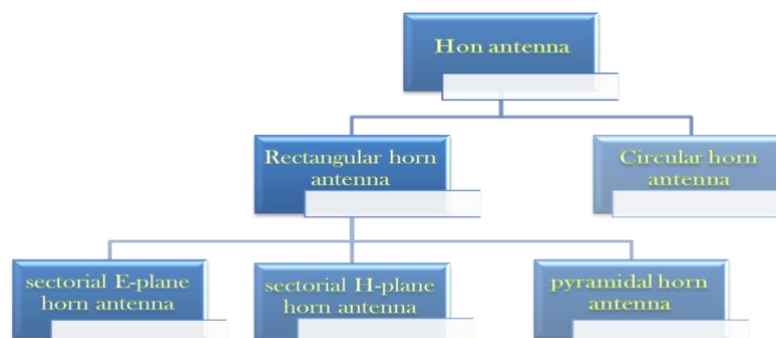 Hon antenna
Rectangular horn
antenna
Circular horn
antenna
sectorial E-plane
horn antenna
sectorial H-plane
horn antenna
pyramidal horn
antenna